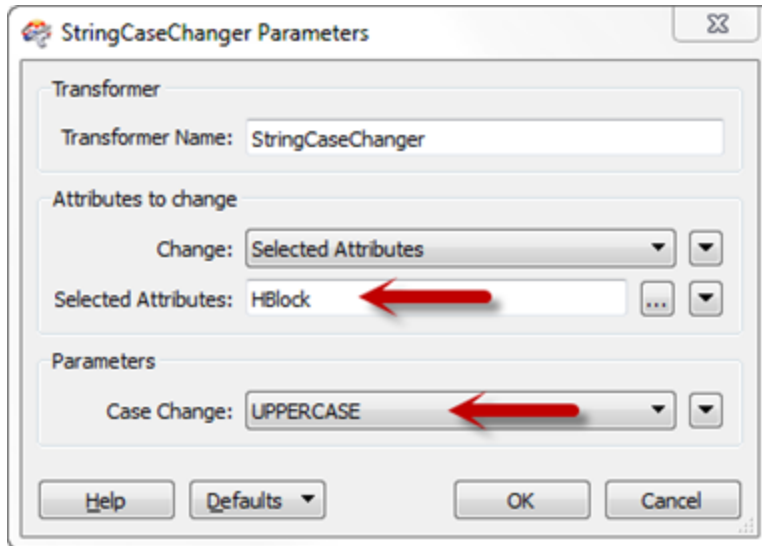 StringCaseChanger Parameters
Transformer
Transformer Name: StringCaseChanger
Attributes to change
Change: Selected Attributes
Selected Attributes: HBlock ...
Parameters
Case Change: UPPERCASE
Help Defaults OK Cancel